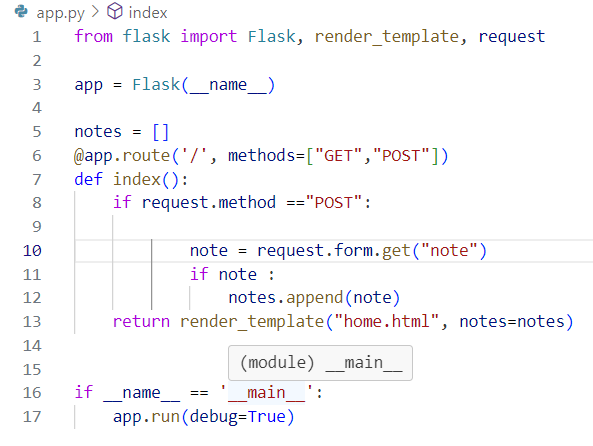 app.py > index
1 from flask import Flask, render_template, request
2
3 app = Flask(__name__)
4
5 notes = []
6 @app.route('/', methods=["GET","POST"])
7 def index():
8     if request.method =="POST":
9
10             note = request.form.get("note")
11             if note :
12                 notes.append(note)
13     return render_template("home.html", notes=notes)
14
(module) __main__
15
16 if __name__ == '__main__':
17     app.run(debug=True)